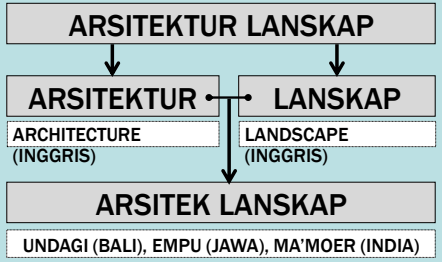 ARSITEKTUR LANSKAP
ARSITEKTUR
LANSKAP
ARCHITECTURE
(INGGRIS)
LANDSCAPE
(INGGRIS)
ARSITEK LANSKAP
UNDAGI (BALI), EMPU (JAWA), MA'MOER (INDIA)